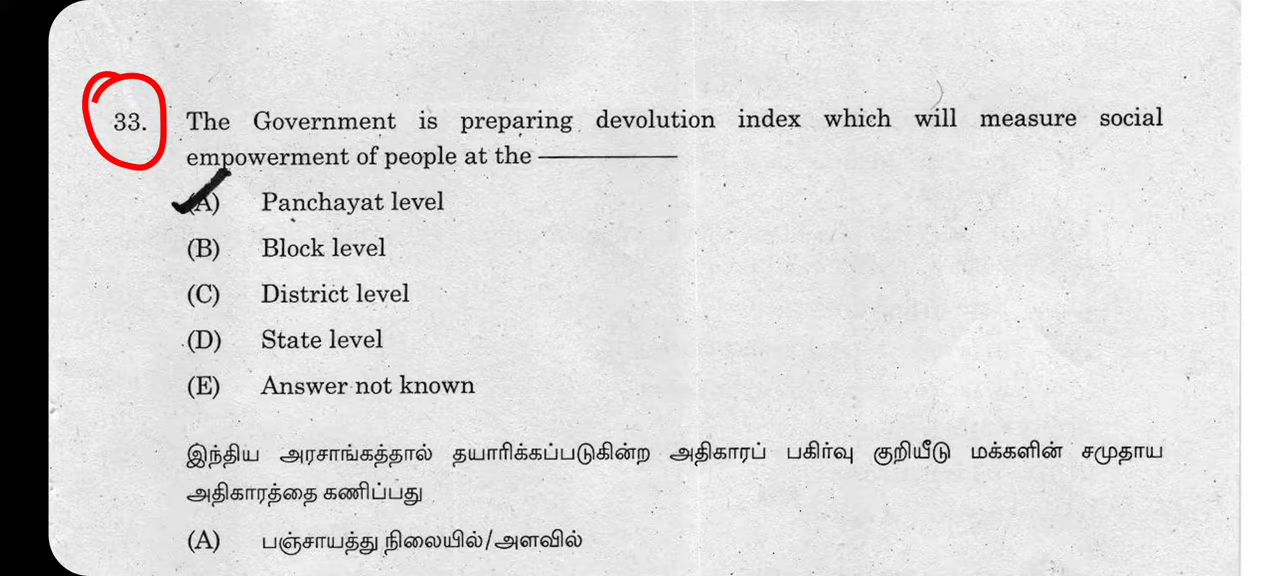 33. The Government is preparing devolution index which will measure social
empowerment of people at the
(A) Panchayat level
(B) Block level
(C) District level
(D) State level
(E) Answer not known
இந்திய அரசாங்கத்தால் தயாரிக்கப்படுகின்ற அதிகாரப் பகிர்வு குறியீடு மக்களின் சமுதாய
அதிகாரத்தை கணிப்பது
(A) பஞ்சாயத்து நிலையில்/அளவில்